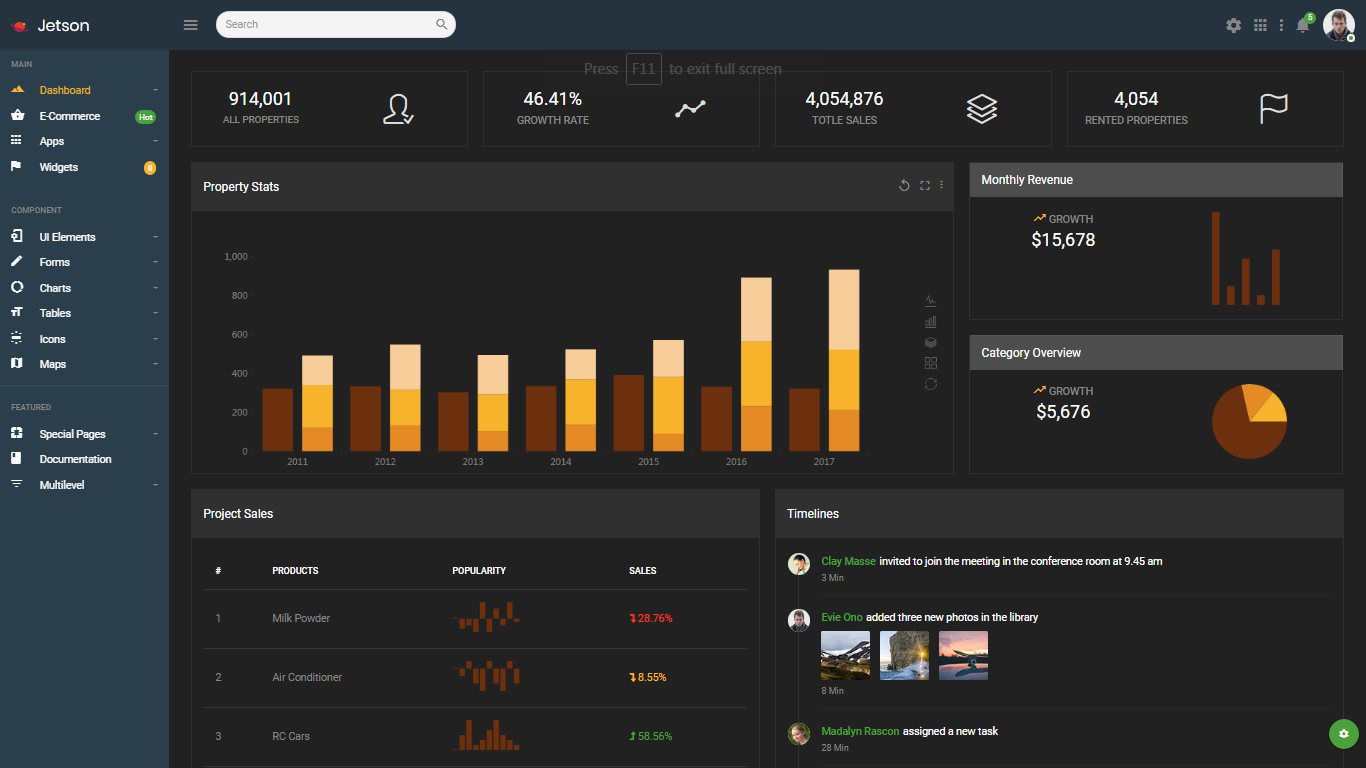 Jetson
Search
5
MAIN
Dashboard
E-Commerce Hot
Apps
Widgets 8
COMPONENT
UI Elements
Forms
Charts
Tables
Icons
Maps
FEATURED
Special Pages
Documentation
Multilevel
Press F11 to exit full screen
914,001
ALL PROPERTIES
46.41%
GROWTH RATE
4,054,876
TOTLE SALES
4,054
RENTED PROPERTIES
Property Stats
1,000
800
600
400
200
0
2011 2012 2013 2014 2015 2016 2017
Monthly Revenue
GROWTH
$15,678
Category Overview
GROWTH
$5,676
Project Sales
# PRODUCTS POPULARITY SALES
1 Milk Powder 28.76%
2 Air Conditioner 8.55%
3 RC Cars 58.56%
Timelines
Clay Masse invited to join the meeting in the conference room at 9.45 am
3 Min
Evie Ono added three new photos in the library
8 Min
Madalyn Rascon assigned a new task
28 Min